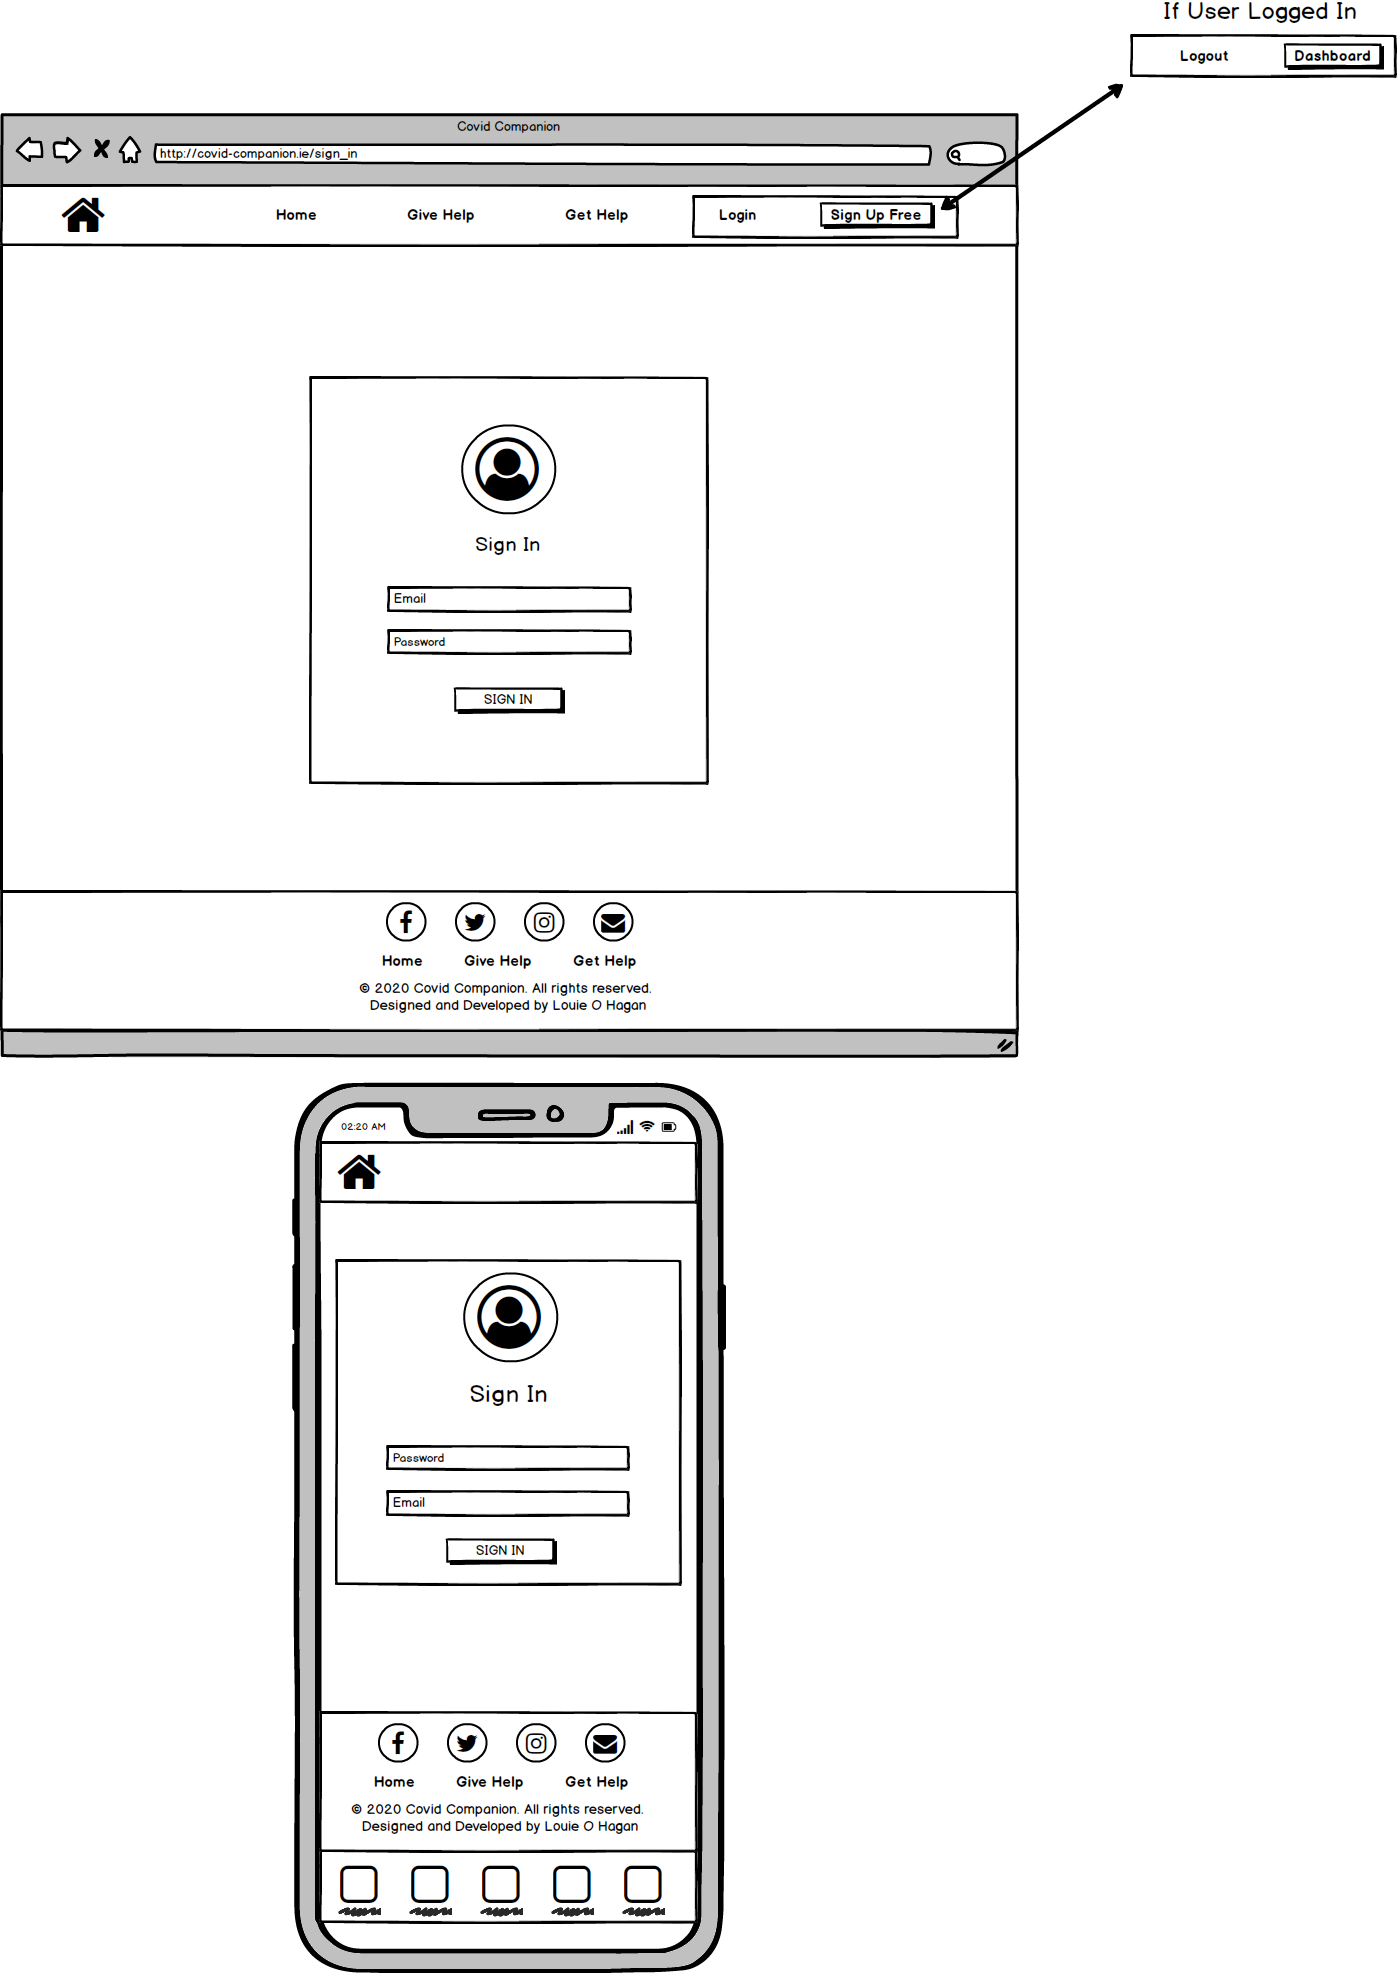 If User Logged In
Logout Dashboard
Covid Companion
http://covid-companion.ie/sign_in
Home Give Help Get Help Login Sign Up Free
Sign In
Email
Password
SIGN IN
Home Give Help Get Help
© 2020 Covid Companion. All rights reserved.
Designed and Developed by Louie O Hagan
02:20 AM
Sign In
Password
Email
SIGN IN
Home Give Help Get Help
© 2020 Covid Companion. All rights reserved.
Designed and Developed by Louie O Hagan